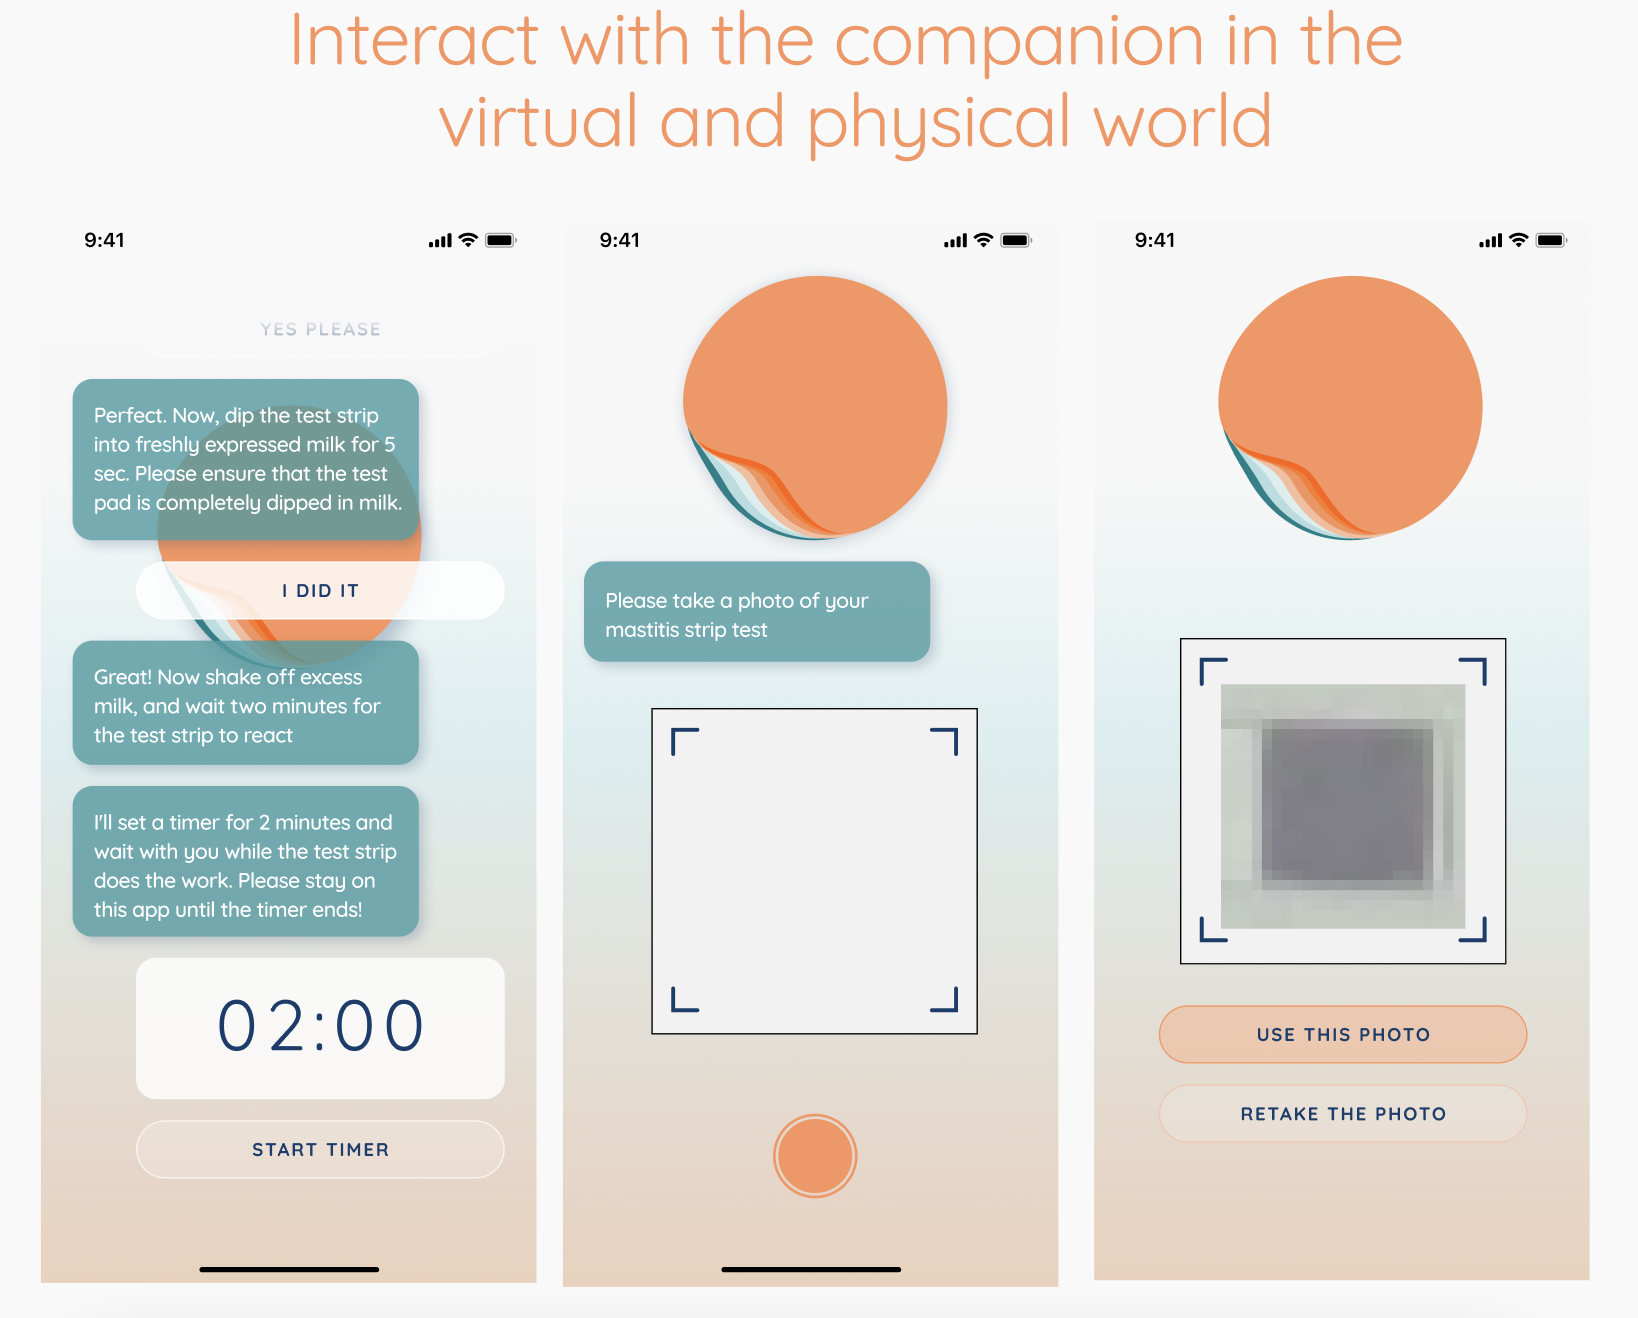 Interact with the companion in the
virtual and physical world
9:41
YES PLEASE
Perfect. Now, dip the test strip
into freshly expressed milk for 5
sec. Please ensure that the test
pad is completely dipped in milk.
I DID IT
Great! Now shake off excess
milk, and wait two minutes for
the test strip to react
I'll set a timer for 2 minutes and
wait with you while the test strip
does the work. Please stay on
this app until the timer ends!
02:00
START TIMER
9:41
Please take a photo of your
mastitis strip test
9:41
USE THIS PHOTO
RETAKE THE PHOTO